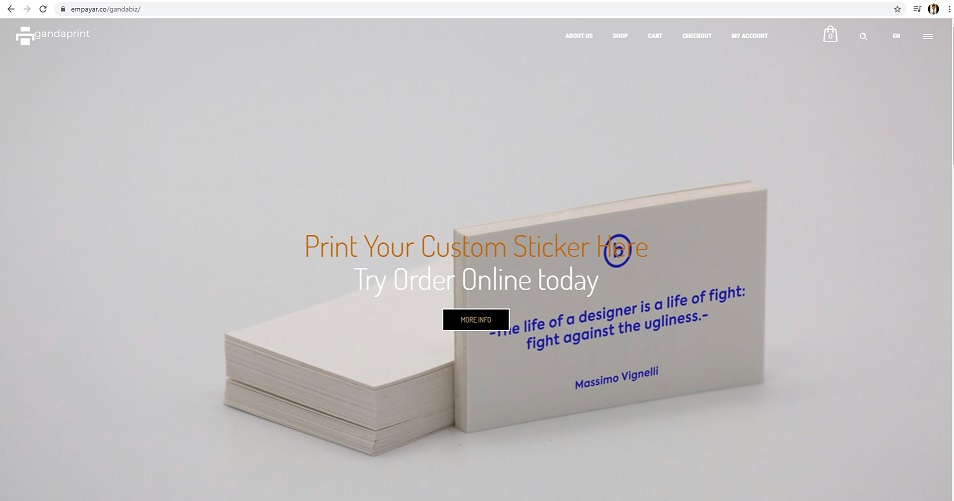 empayar.co/gandabiz/
gandaprint
ABOUT US
SHOP
CART
CHECKOUT
MY ACCOUNT
0
EN
Print Your Custom Sticker Here
Try Order Online today
MORE INFO
b
-The life of a designer is a life of fight:
fight against the ugliness.-
Massimo Vignelli